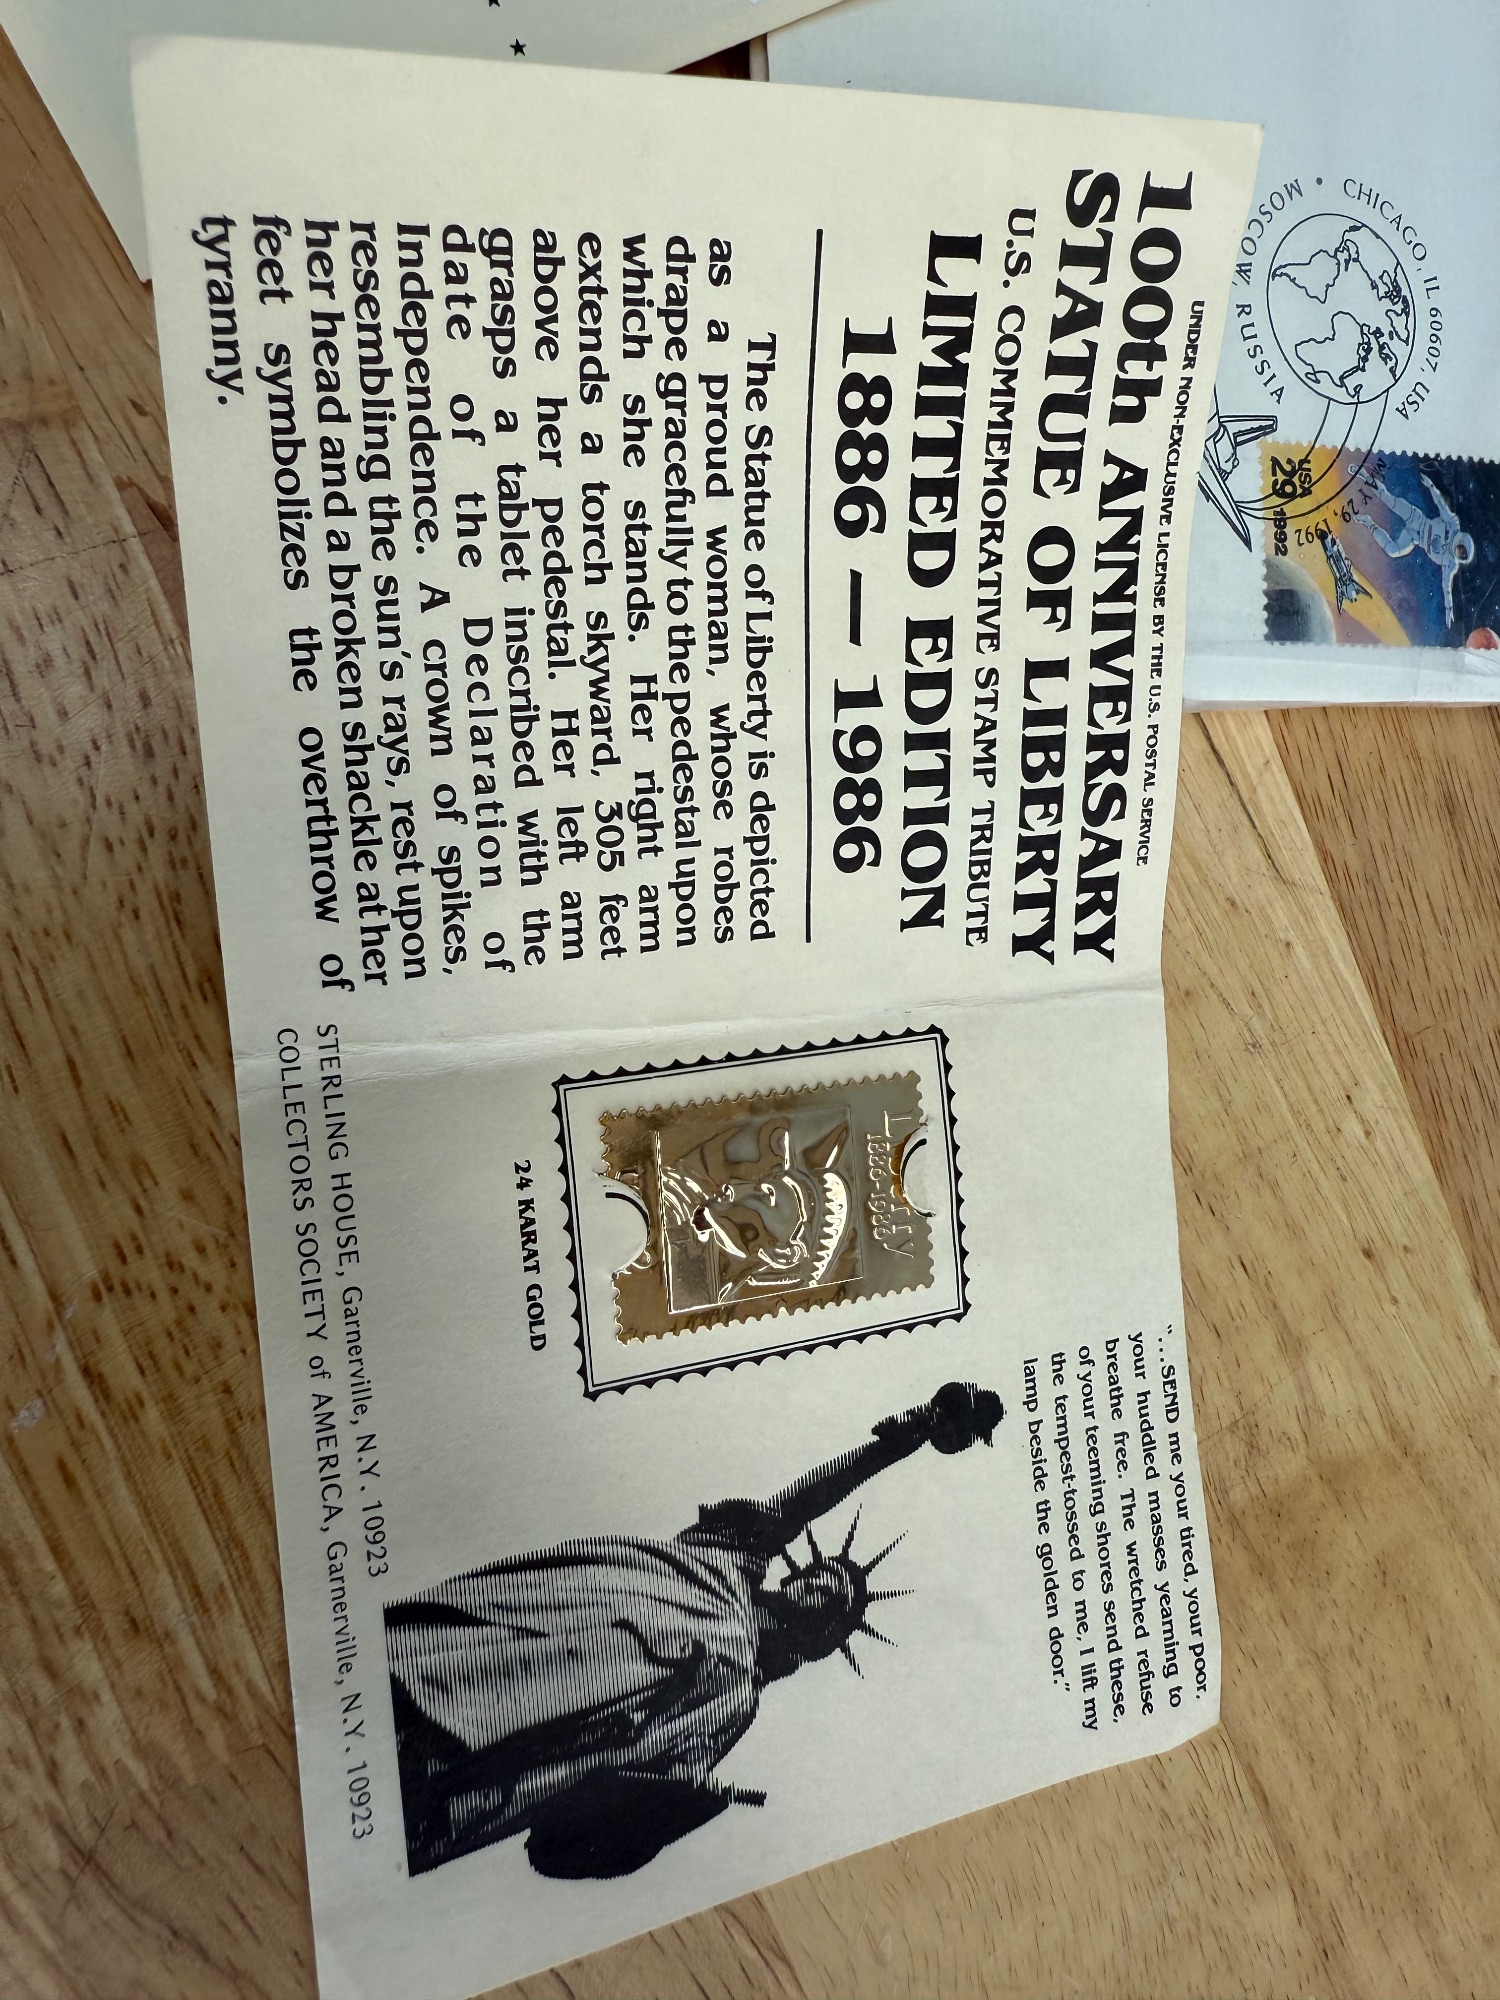 UNDER NON-EXCLUSIVE LICENSE BY THE U.S. POSTAL SERVICE
100th ANNIVERSARY
STATUE OF LIBERTY
U.S. COMMEMORATIVE STAMP TRIBUTE
LIMITED EDITION
1886 — 1986
The Statue of Liberty is depicted
as a proud woman, whose robes
drape gracefully to the pedestal upon
which she stands. Her right arm
extends a torch skyward, 305 feet
above her pedestal. Her left arm
grasps a tablet inscribed with the
date of the Declaration of
Independence. A crown of spikes,
resembling the sun's rays, rest upon
her head and a broken shackle at her
feet symbolizes the overthrow of
tyranny.
"...SEND me your tired, your poor,
your huddled masses yearning to
breathe free. The wretched refuse
of your teeming shores send these,
the tempest-tossed to me, I lift my
lamp beside the golden door."
1886-1986
24 KARAT GOLD
STERLING HOUSE, Garnerville, N.Y. 10923
COLLECTORS SOCIETY of AMERICA, Garnerville, N.Y. 10923
CHICAGO, IL 60607, USA
MOSCOW, RUSSIA
MAY 29, 1992
USA
29
1992